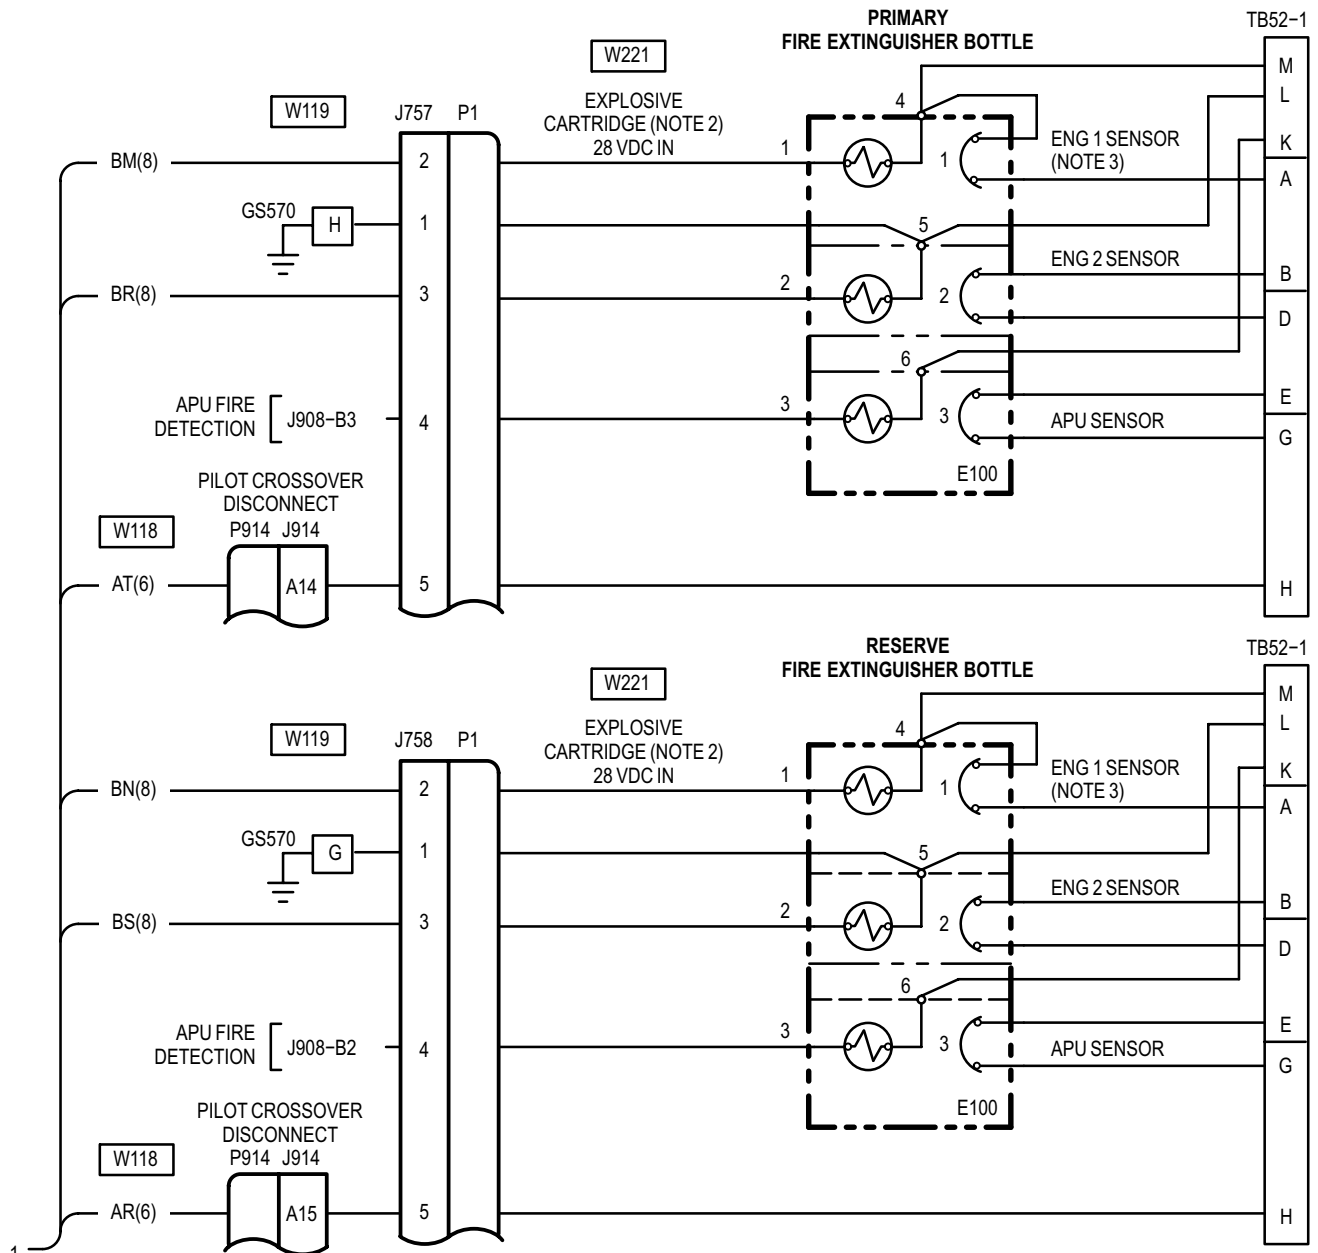 PRIMARY
FIRE EXTINGUISHER BOTTLE
TB52−1
W221
M
EXPLOSIVE
CARTRIDGE (NOTE 2)
28 VDC IN
4
L
W119
J757 P1
ENG 1 SENSOR
(NOTE 3)
K
BM(8)
2
1
1
A
GS570
H
1
5
ENG 2 SENSOR
BR(8)
3
2
2
B
D
6
APU FIRE
DETECTION
J908−B3
4
3
3
APU SENSOR
E
G
E100
PILOT CROSSOVER
DISCONNECT
W118
P914 J914
AT(6)
A14
5
H
RESERVE
FIRE EXTINGUISHER BOTTLE
TB52−1
W221
M
EXPLOSIVE
CARTRIDGE (NOTE 2)
28 VDC IN
4
L
W119
J758 P1
ENG 1 SENSOR
(NOTE 3)
K
BN(8)
2
1
1
A
GS570
G
1
5
ENG 2 SENSOR
BS(8)
3
2
2
B
D
6
APU FIRE
DETECTION
J908−B2
4
3
3
APU SENSOR
E
G
E100
PILOT CROSSOVER
DISCONNECT
W118
P914 J914
AR(6)
A15
5
H
1